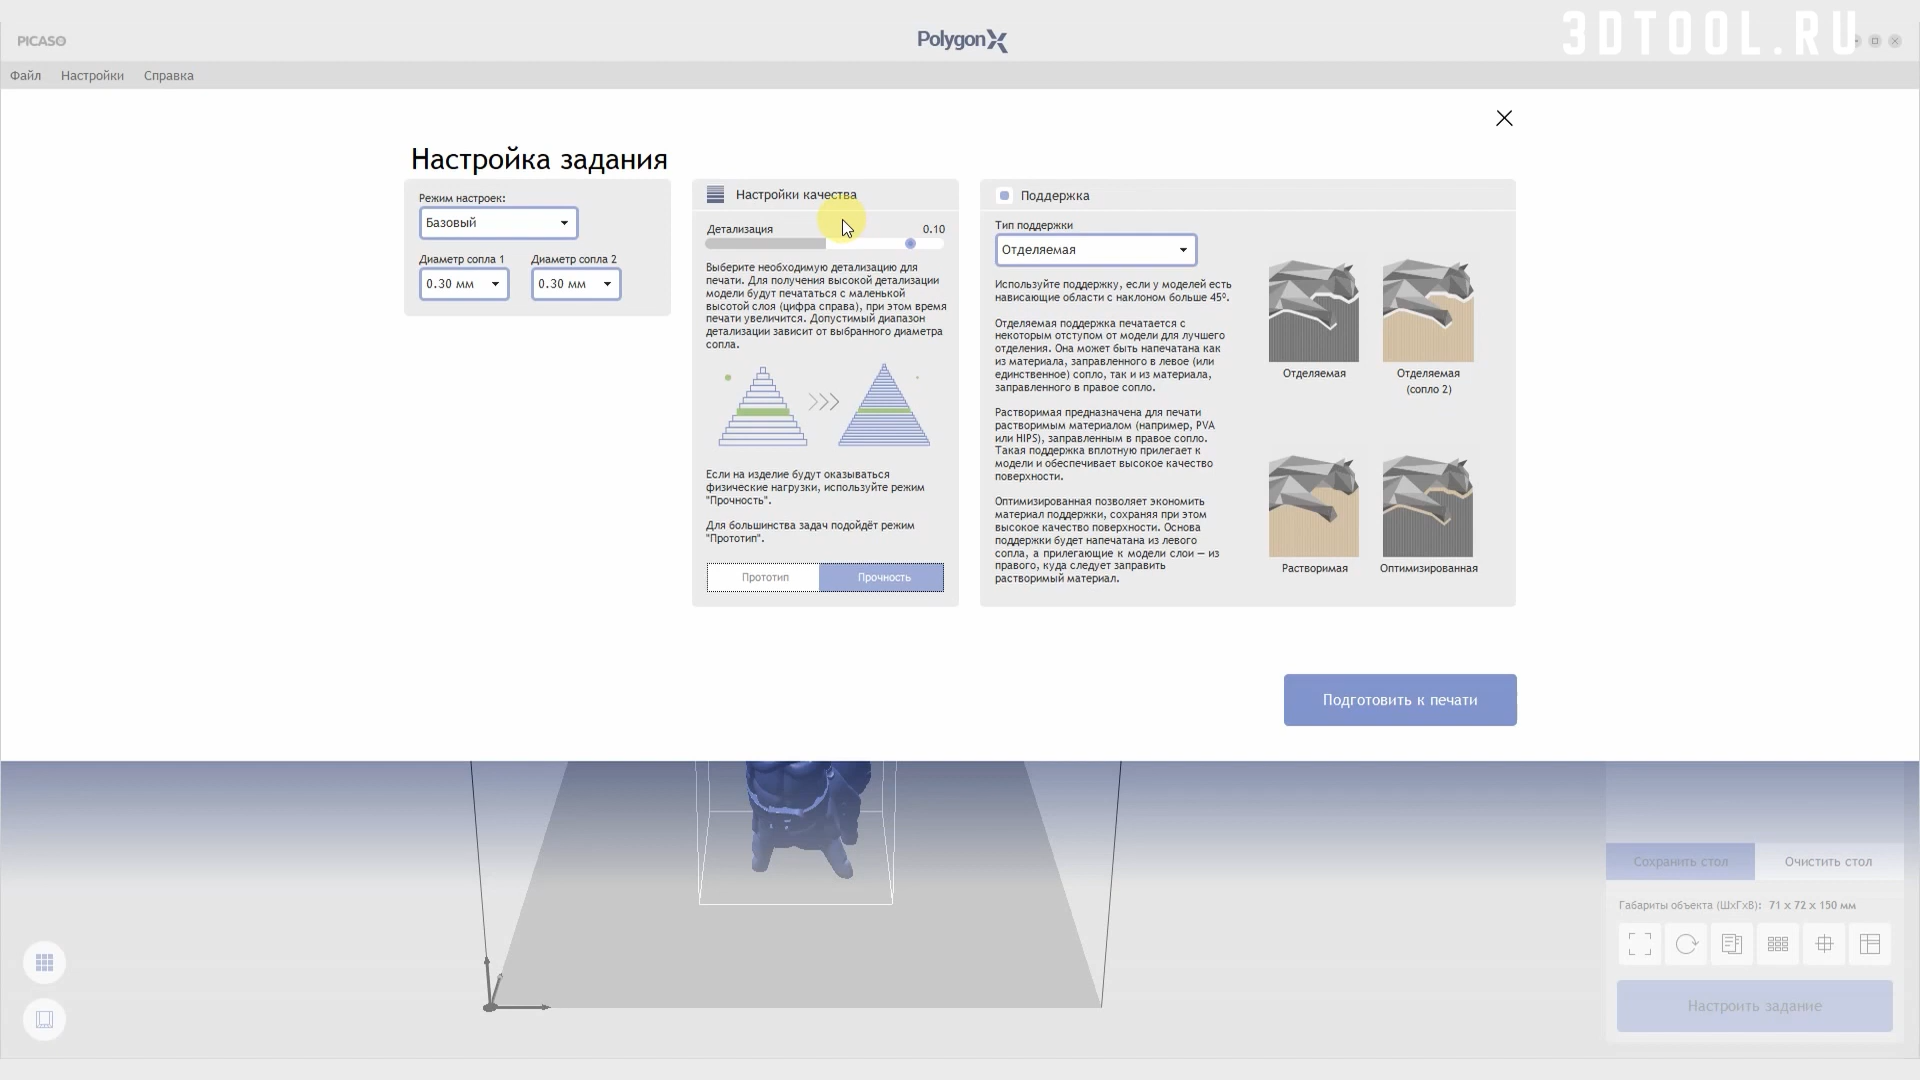 PICASO
PolygonX
3DTOOL.RU
Файл Настройки Справка
Настройка задания
Режим настроек:
Базовый
Диаметр сопла 1 Диаметр сопла 2
0.30 мм 0.30 мм
Настройки качества
Детализация 0.10
Выберите необходимую детализацию для
печати. Для получения высокой детализации
модели будут печататься с маленькой
высотой слоя (цифра справа), при этом время
печати увеличится. Допустимый диапазон
детализации зависит от выбранного диаметра
сопла.
Если на изделие будут оказываться
физические нагрузки, используйте режим
"Прочность".
Для большинства задач подойдёт режим
"Прототип".
Прототип Прочность
Поддержка
Тип поддержки
Отделяемая
Используйте поддержку, если у моделей есть
нависающие области с наклоном больше 45º.
Отделяемая поддержка печатается с
некоторым отступом от модели для лучшего
отделения. Она может быть напечатана как
из материала, заправленного в левое (или
единственное) сопло, так и из материала,
заправленного в правое сопло.
Растворимая предназначена для печати
растворимым материалом (например, PVA
или HIPS), заправленным в правое сопло.
Такая поддержка вплотную прилегает к
модели и обеспечивает высокое качество
поверхности.
Оптимизированная позволяет экономить
материал поддержки, сохраняя при этом
высокое качество поверхности. Основа
поддержки будет напечатана из левого
сопла, а прилегающие к модели слои — из
правого, куда следует заправить
растворимый материал.
Отделяемая
Отделяемая
(сопло 2)
Растворимая
Оптимизированная
Подготовить к печати
Сохранить стол Очистить стол
Габариты объекта (ШхГхВ): 71 x 72 x 150 мм
Настроить задание